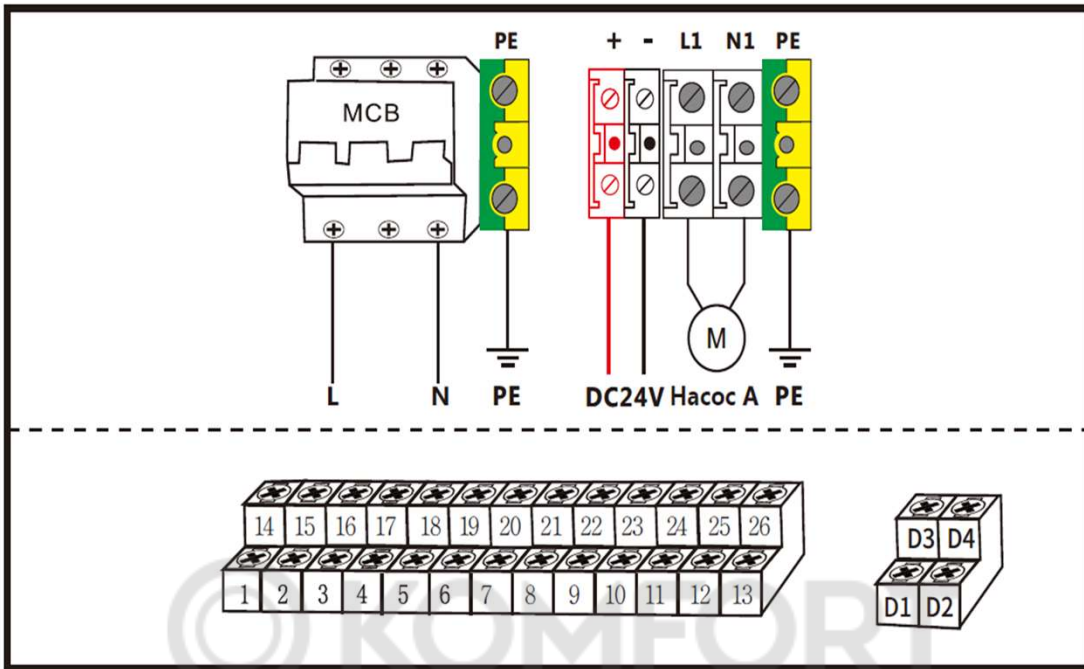 PE + - L1 N1 PE
MCB
M
L N PE DC24V Насос А PE
14 15 16 17 18 19 20 21 22 23 24 25 26
D3 D4
1 2 3 4 5 6 7 8 9 10 11 12 13
D1 D2
KOMFORT